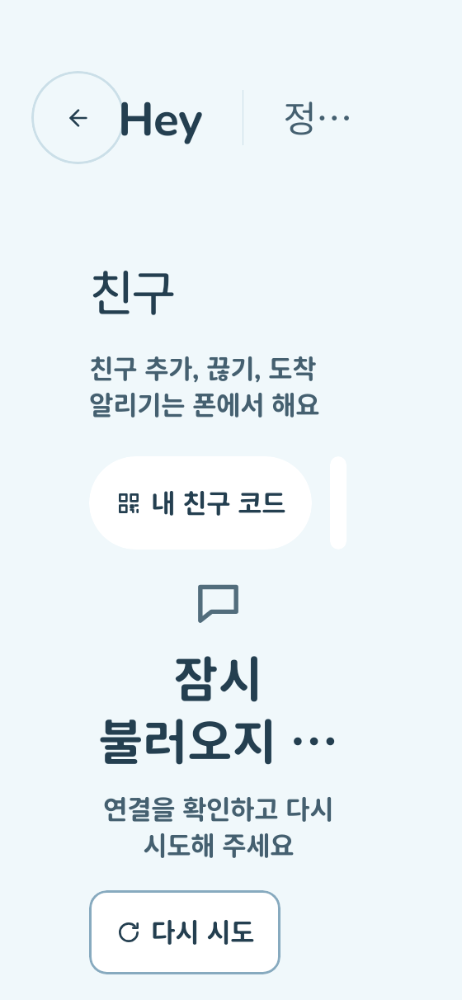 Hey
정…
친구
친구 추가, 끊기, 도착
알리기는 폰에서 해요
내 친구 코드
잠시
불러오지 …
연결을 확인하고 다시
시도해 주세요
다시 시도